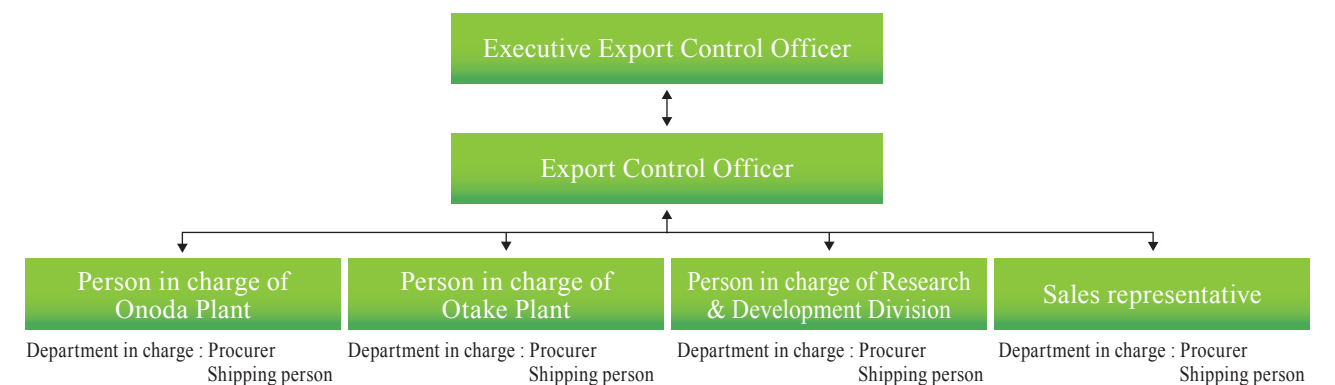 Executive Export Control Officer
Export Control Officer
Person in charge of
Onoda Plant
Person in charge of
Otake Plant
Person in charge of Research
& Development Division
Sales representative
Department in charge : Procurer
Shipping person
Department in charge : Procurer
Shipping person
Department in charge : Procurer
Shipping person
Department in charge : Procurer
Shipping person